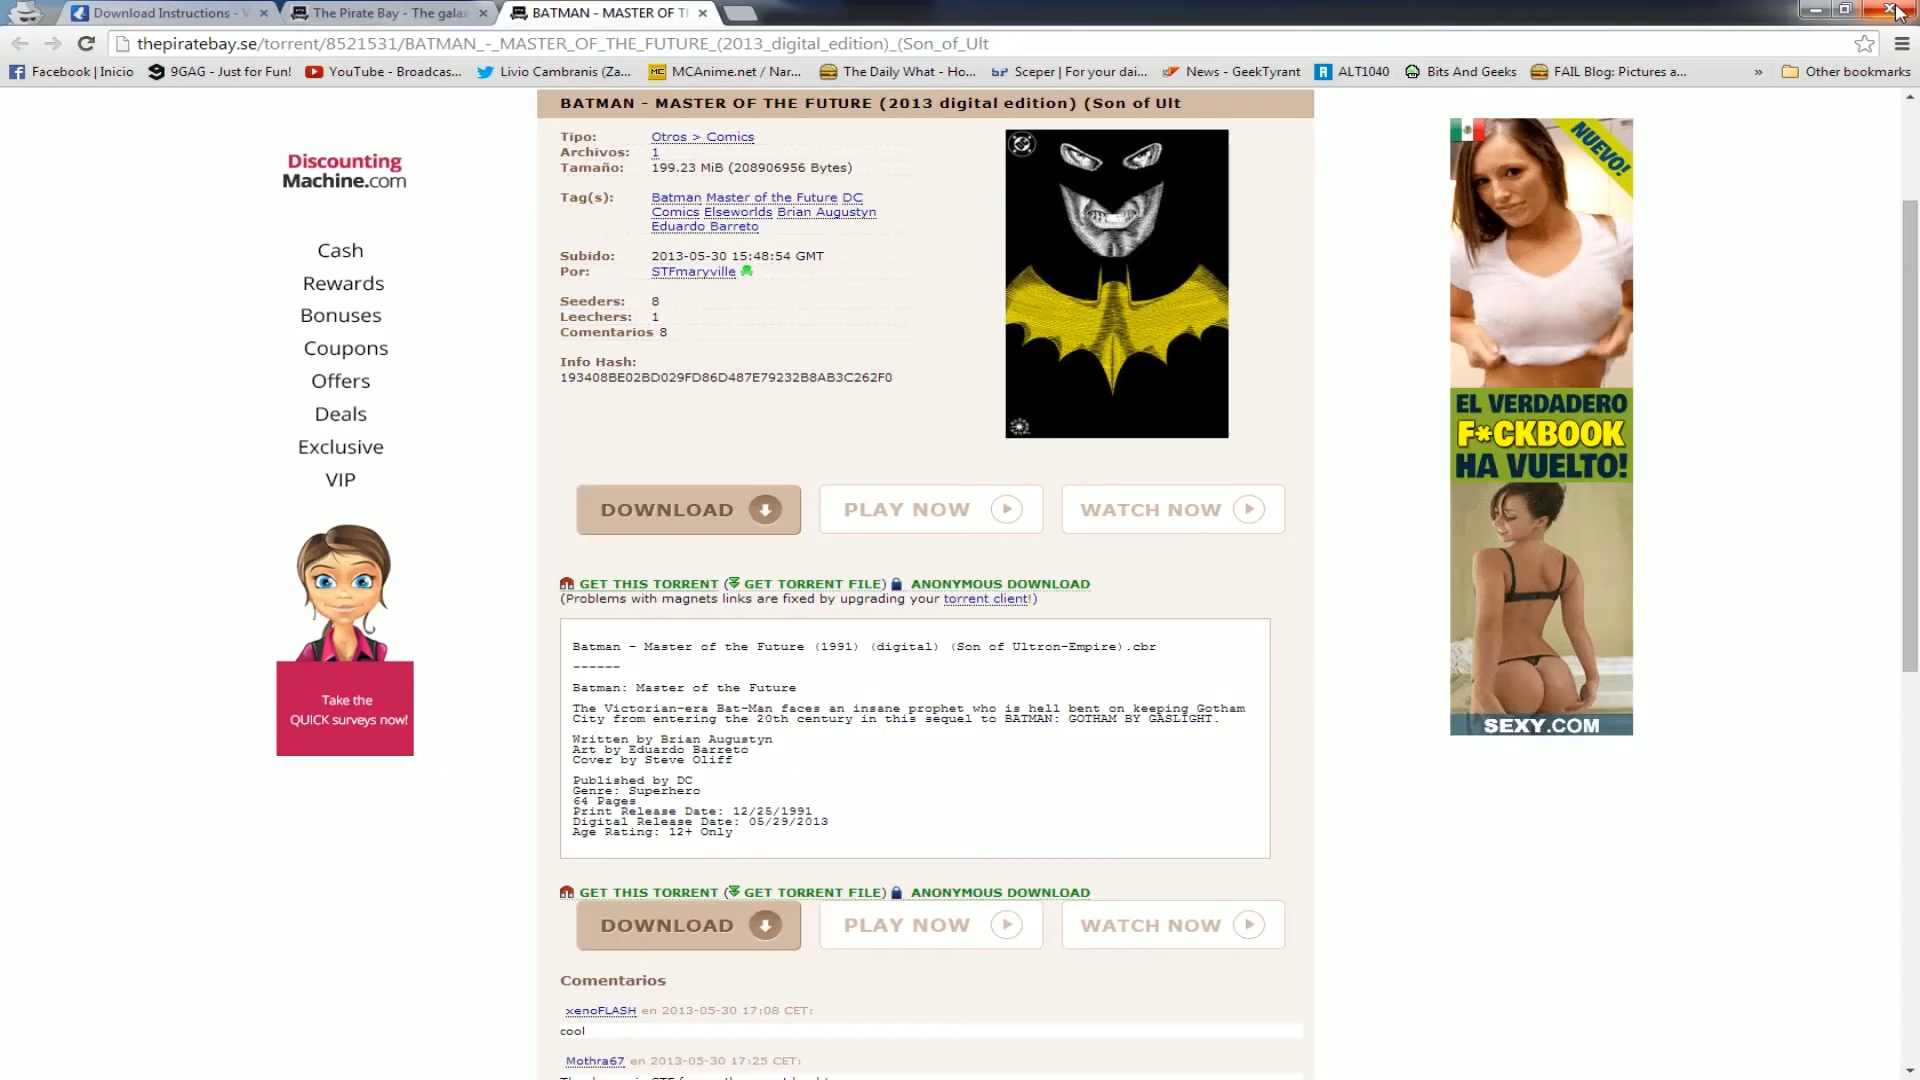 Download Instructions - V
The Pirate Bay - The gala
BATMAN - MASTER OF T
thepiratebay.se/torrent/8521531/BATMAN_-_MASTER_OF_THE_FUTURE_(2013_digital_edition)_(Son_of_Ult
Facebook | Inicio
9GAG - Just for Fun!
YouTube - Broadcas...
Livio Cambranis (Za...
MCAnime.net / Nar...
The Daily What - Ho...
Sceper | For your dai...
News - GeekTyrant
ALT1040
Bits And Geeks
FAIL Blog: Pictures a...
»
Other bookmarks
BATMAN - MASTER OF THE FUTURE (2013 digital edition) (Son of Ult
Tipo: Otros > Comics
Archivos: 1
Tamaño: 199.23 MiB (208906956 Bytes)
Tag(s): Batman Master of the Future DC
Comics Elseworlds Brian Augustyn
Eduardo Barreto
Subido: 2013-05-30 15:48:54 GMT
Por: STFmaryville
Seeders: 8
Leechers: 1
Comentarios 8
Info Hash:
193408BE02BD029FD86D487E79232B8AB3C262F0
DOWNLOAD
PLAY NOW
WATCH NOW
GET THIS TORRENT (GET TORRENT FILE) ANONYMOUS DOWNLOAD
(Problems with magnets links are fixed by upgrading your torrent client!)
Batman - Master of the Future (1991) (digital) (Son of Ultron-Empire).cbr
------
Batman: Master of the Future
The Victorian-era Bat-Man faces an insane prophet who is hell bent on keeping Gotham
City from entering the 20th century in this sequel to BATMAN: GOTHAM BY GASLIGHT.
Written by Brian Augustyn
Art by Eduardo Barreto
Cover by Steve Oliff
Published by DC
Genre: Superhero
64 Pages
Print Release Date: 12/25/1991
Digital Release Date: 05/29/2013
Age Rating: 12+ Only
GET THIS TORRENT (GET TORRENT FILE) ANONYMOUS DOWNLOAD
DOWNLOAD
PLAY NOW
WATCH NOW
Comentarios
xenoFLASH en 2013-05-30 17:08 CET:
cool
Mothra67 en 2013-05-30 17:25 CET:
Discounting
Machine.com
Cash
Rewards
Bonuses
Coupons
Offers
Deals
Exclusive
VIP
Take the
QUICK surveys now!
NUEVO!
EL VERDADERO
F*CKBOOK
HA VUELTO!
SEXY.COM